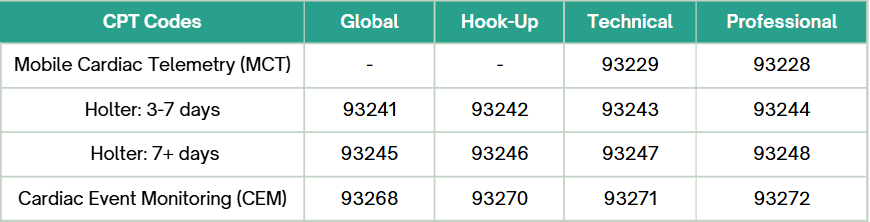 CPT Codes Global Hook-Up Technical Professional
Mobile Cardiac Telemetry (MCT) - - 93229 93228
Holter: 3-7 days 93241 93242 93243 93244
Holter: 7+ days 93245 93246 93247 93248
Cardiac Event Monitoring (CEM) 93268 93270 93271 93272